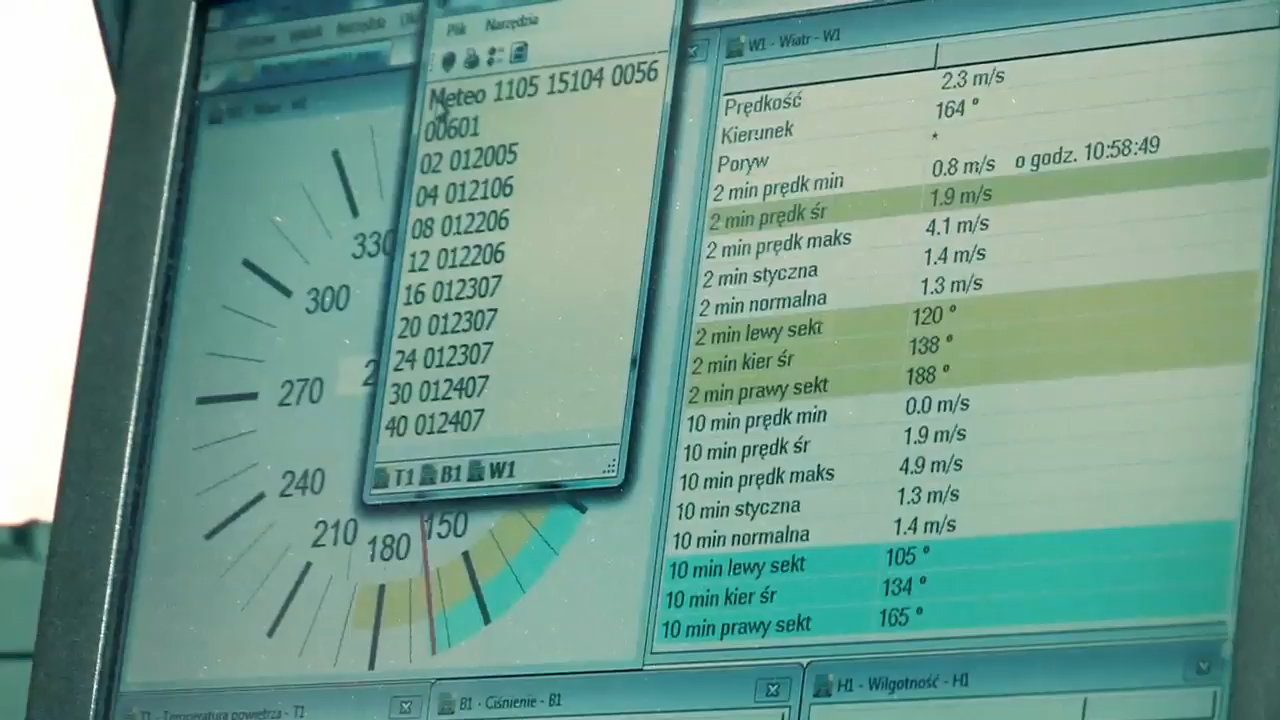 Plik Narzędzia
Meteo 1105 15104 0056
00601
02 012005
04 012106
08 012206
12 012206
16 012307
20 012307
24 012307
30 012407
40 012407
T1 B1 W1
330
300
270
240
210
180
150
W1 - Wiatr - W1
Prędkość 2.3 m/s
Kierunek 164 °
Poryw *
2 min prędk min 0.8 m/s o godz. 10:58:49
2 min prędk śr 1.9 m/s
2 min prędk maks 4.1 m/s
2 min styczna 1.4 m/s
2 min normalna 1.3 m/s
2 min lewy sekt 120 °
2 min kier śr 138 °
2 min prawy sekt 188 °
10 min prędk min 0.0 m/s
10 min prędk śr 1.9 m/s
10 min prędk maks 4.9 m/s
10 min styczna 1.3 m/s
10 min normalna 1.4 m/s
10 min lewy sekt 105 °
10 min kier śr 134 °
10 min prawy sekt 165 °
T1 - Temperatura powietrza - T1
B1 - Ciśnienie - B1
H1 - Wilgotność - H1